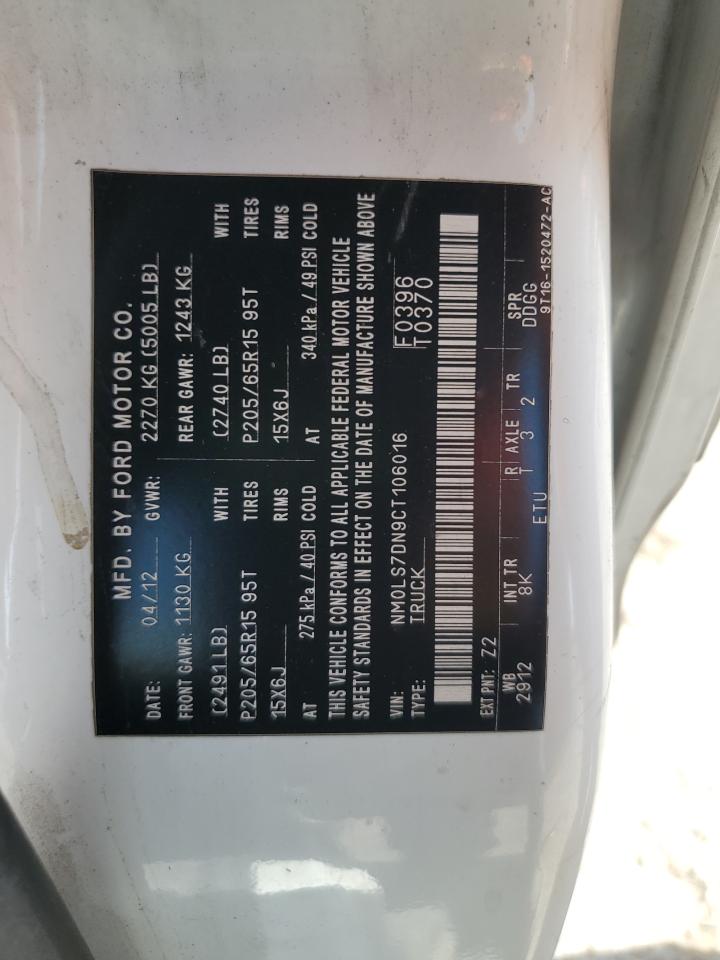 MFD. BY FORD MOTOR CO.
DATE: 04/12 GVWR: 2270 KG (5005 LB)
FRONT GAWR: 1130 KG REAR GAWR: 1243 KG
(2491 LB) WITH (2740 LB) WITH
P205/65R15 95T TIRES P205/65R15 95T TIRES
15X6J RIMS 15X6J RIMS
AT 275 kPa / 40 PSI COLD AT 340 kPa / 49 PSI COLD
THIS VEHICLE CONFORMS TO ALL APPLICABLE FEDERAL MOTOR VEHICLE
SAFETY STANDARDS IN EFFECT ON THE DATE OF MANUFACTURE SHOWN ABOVE
VIN: NM0LS7DN9CT106016 F0396
TYPE: TRUCK T0370
EXT PNT: Z2
WB INT TR R AXLE TR SPR
2912 8K T 3 2 DDGG
ETU 9T16-1520472-AC